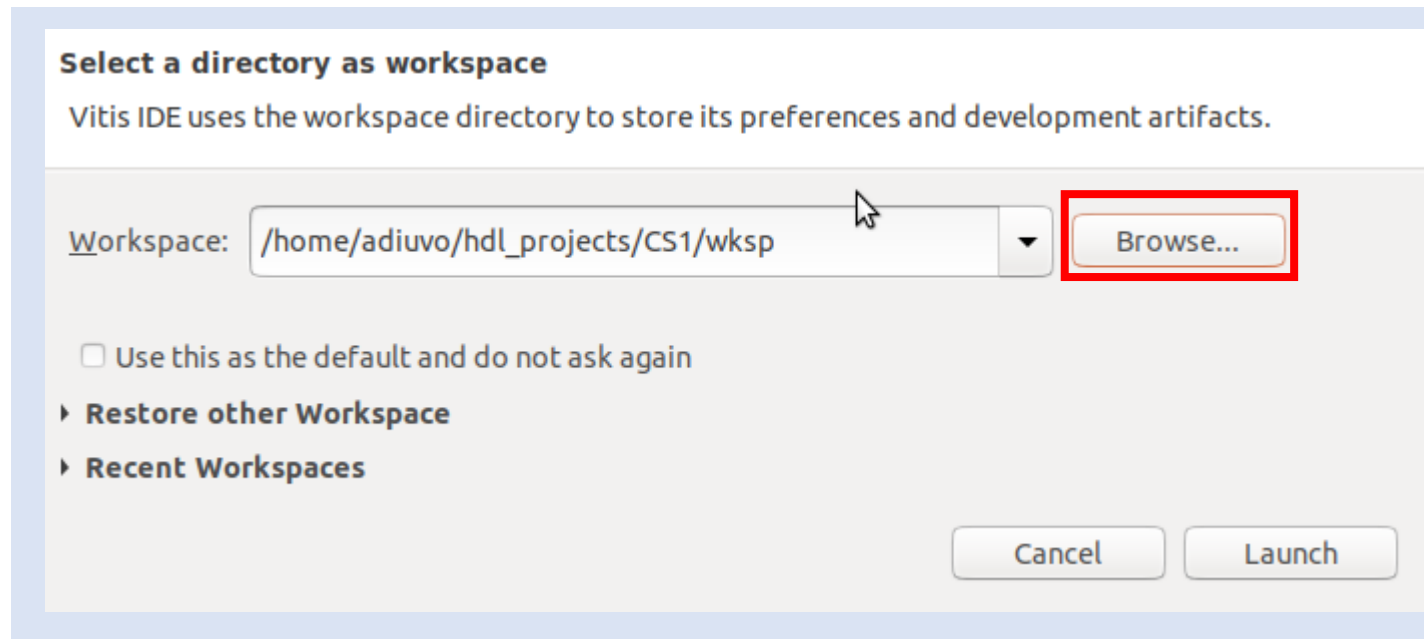 Select a directory as workspace
Vitis IDE uses the workspace directory to store its preferences and development artifacts.
Workspace: /home/adiuvo/hdl_projects/CS1/wksp Browse...
Use this as the default and do not ask again
Restore other Workspace
Recent Workspaces
Cancel Launch